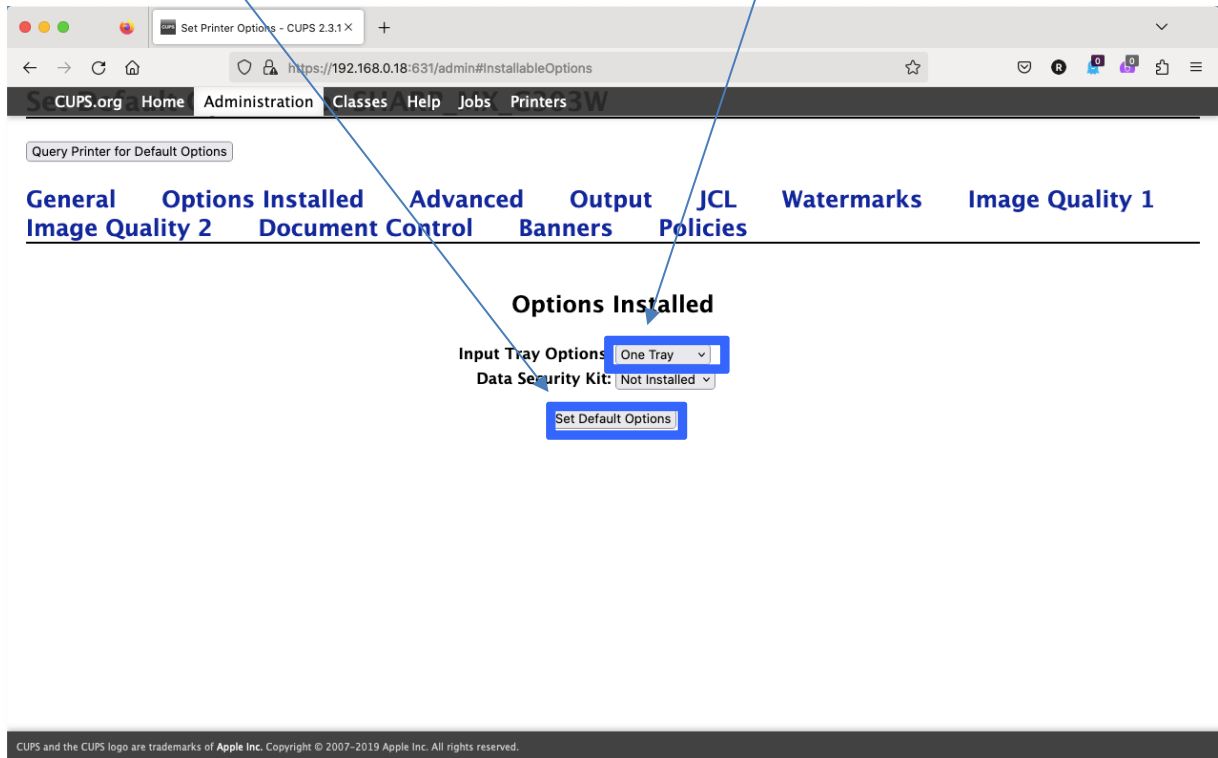 Set Printer Options - CUPS 2.3.1
https://192.168.0.18:631/admin#InstallableOptions
CUPS.org Home Administration Classes Help Jobs Printers
Query Printer for Default Options
General Options Installed Advanced Output JCL Watermarks Image Quality 1
Image Quality 2 Document Control Banners Policies
Options Installed
Input Tray Options One Tray
Data Security Kit: Not Installed
Set Default Options
CUPS and the CUPS logo are trademarks of Apple Inc. Copyright © 2007-2019 Apple Inc. All rights reserved.